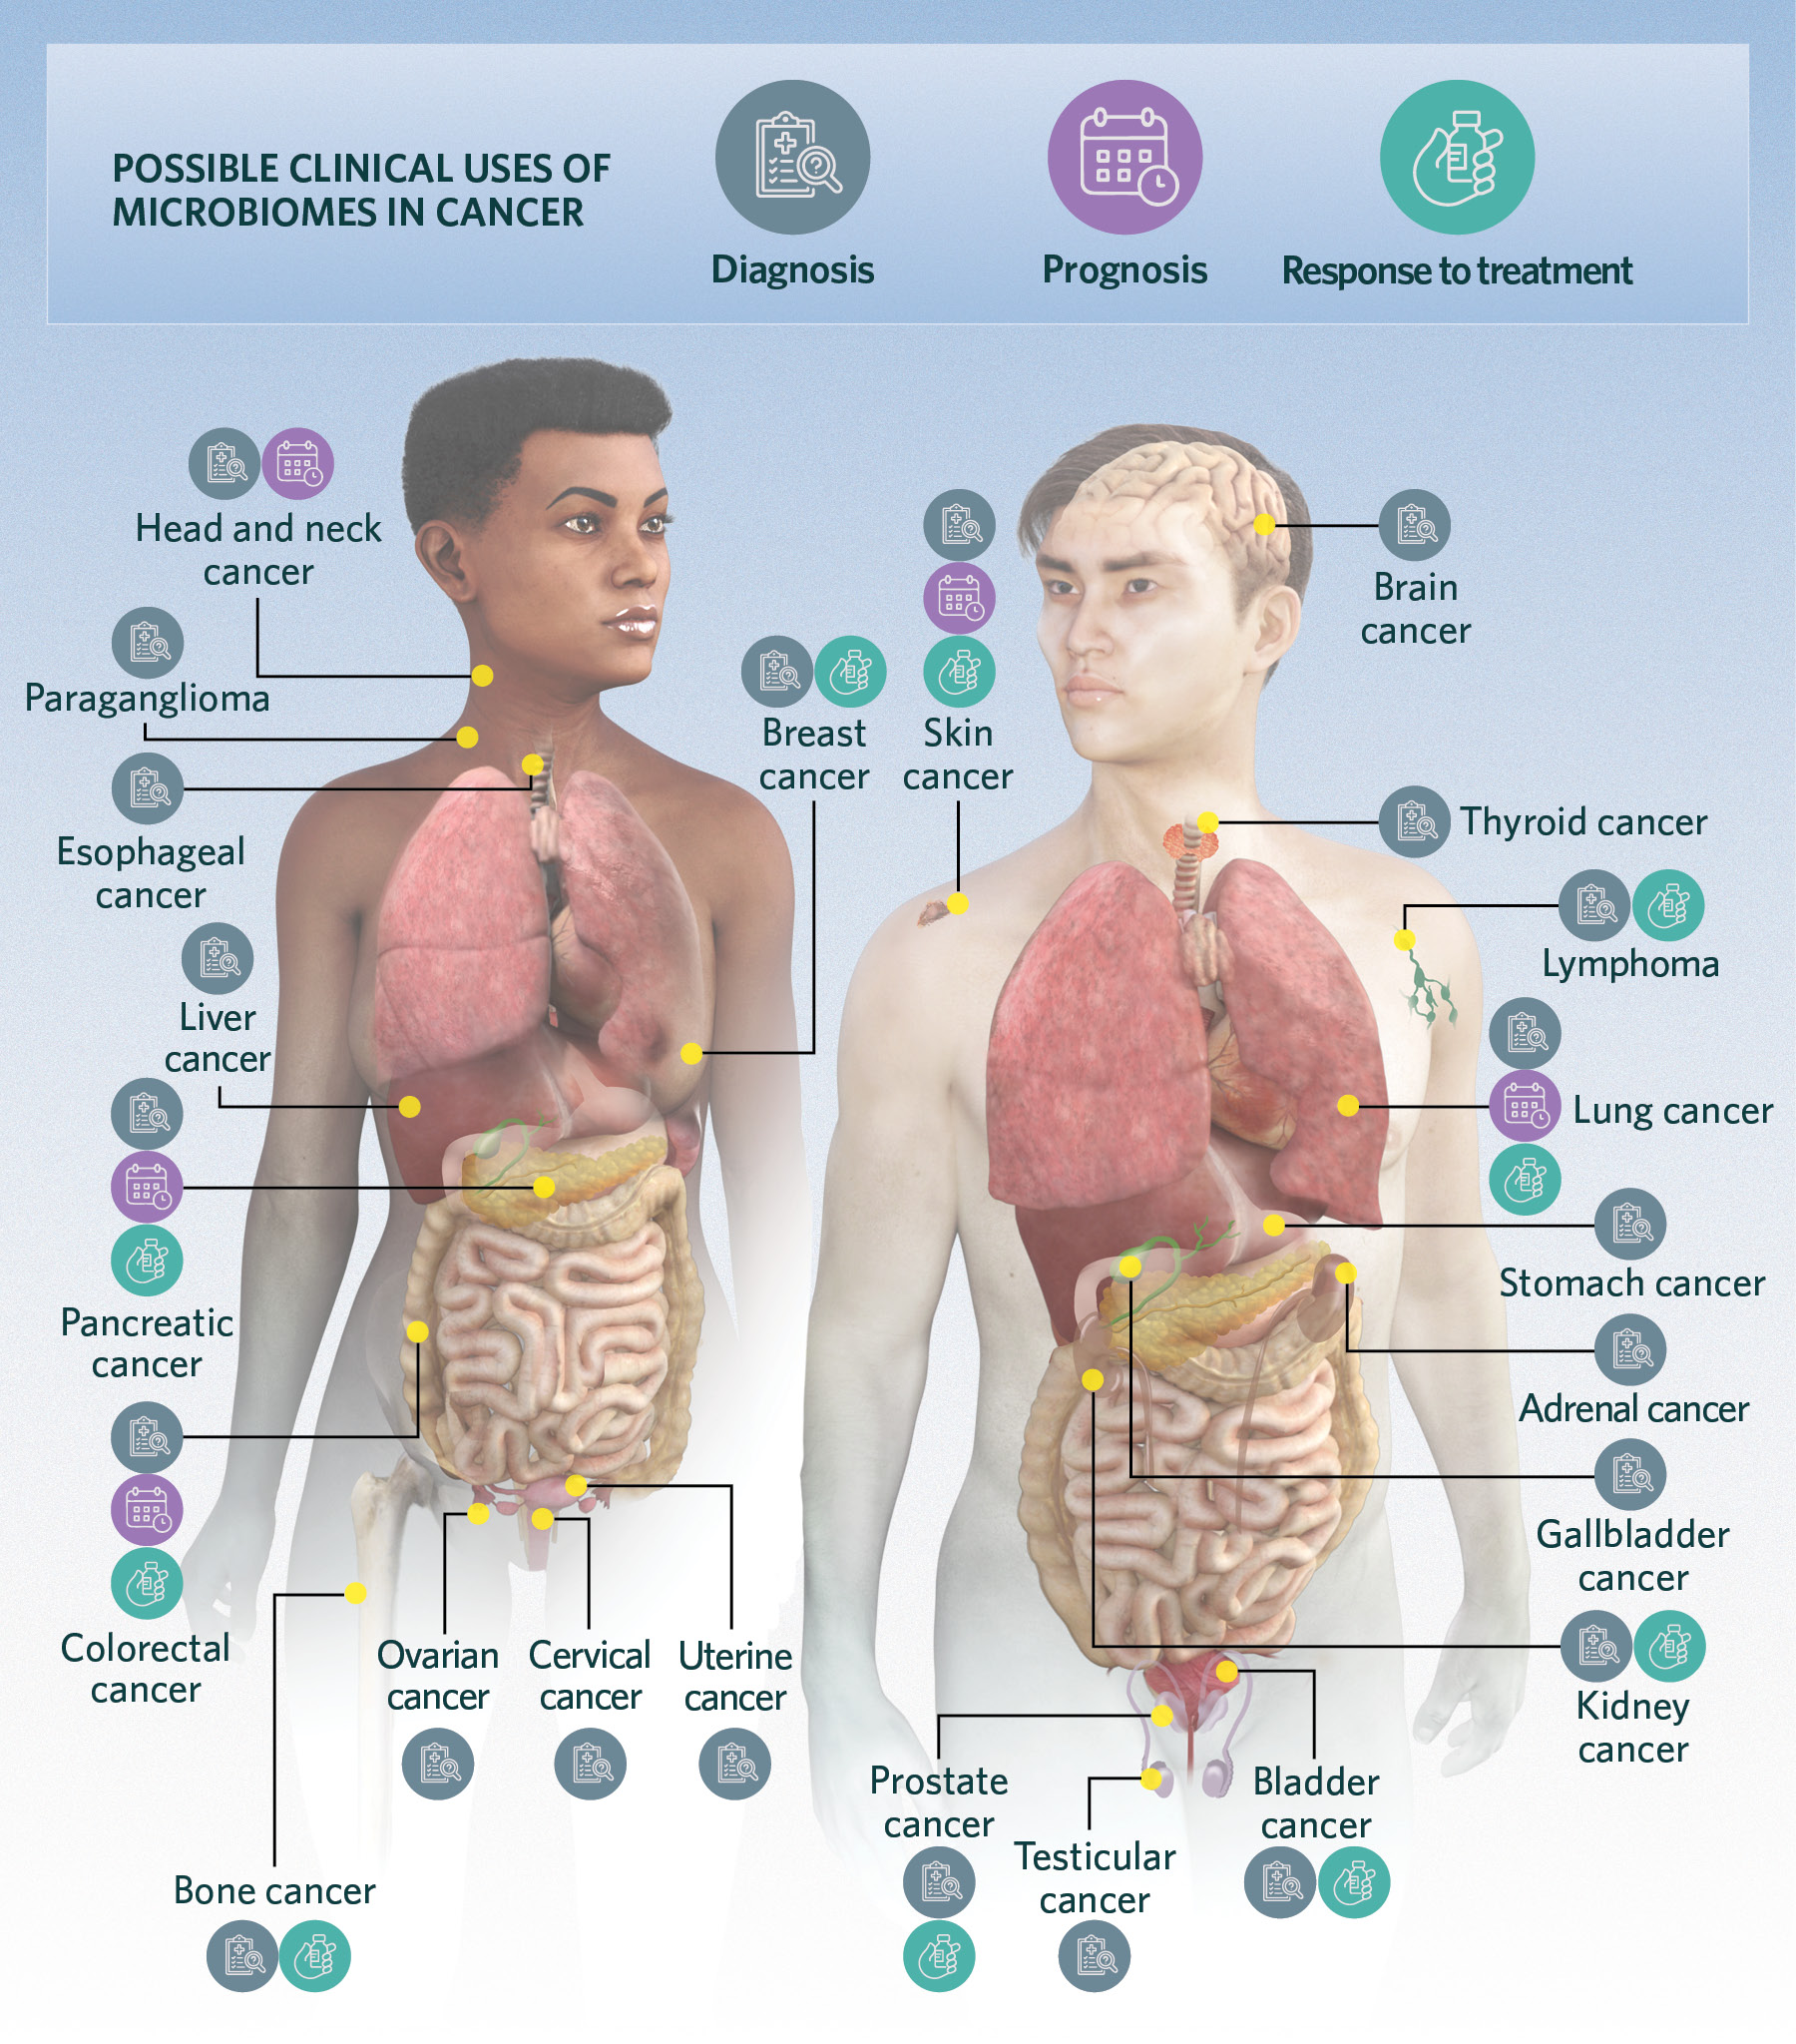 POSSIBLE CLINICAL USES OF
MICROBIOMES IN CANCER
Diagnosis
Prognosis
Response to treatment
Head and neck
cancer
Paraganglioma
Esophageal
cancer
Liver
cancer
Pancreatic
cancer
Colorectal
cancer
Bone cancer
Ovarian
cancer
Cervical
cancer
Uterine
cancer
Breast
cancer
Skin
cancer
Brain
cancer
Thyroid cancer
Lymphoma
Lung cancer
Stomach cancer
Adrenal cancer
Gallbladder
cancer
Kidney
cancer
Prostate
cancer
Testicular
cancer
Bladder
cancer